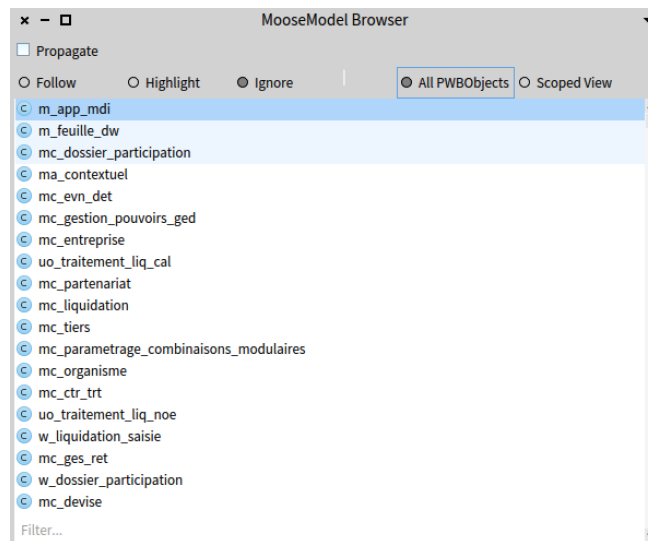 MooseModel Browser
Propagate
Follow Highlight Ignore All PWBObjects Scoped View
C m_app_mdi
C m_feuille_dw
C mc_dossier_participation
C ma_contextuel
C mc_evn_det
C mc_gestion_pouvoirs_ged
C mc_entreprise
C uo_traitement_liq_cal
C mc_partenariat
C mc_liquidation
C mc_tiers
C mc_parametrage_combinaisons_modulaires
C mc_organisme
C mc_ctr_trt
C uo_traitement_liq_noe
C w_liquidation_saisie
C mc_ges_ret
C w_dossier_participation
C mc_devise
Filter...